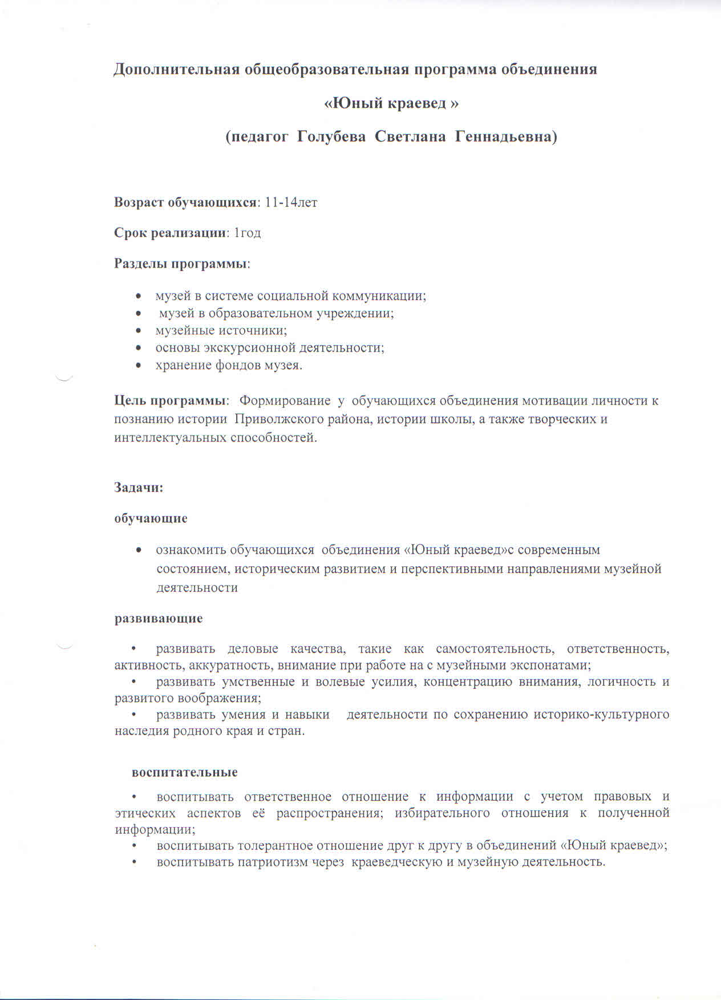 Дополнительная общеобразовательная программа объединения
«Юный краевед »
(педагог Голубева Светлана Геннадьевна)
Возраст обучающихся: 11-14лет
Срок реализации: 1год
Разделы программы:
• музей в системе социальной коммуникации;
• музей в образовательном учреждении;
• музейные источники;
• основы экскурсионной деятельности;
• хранение фондов музея.
Цель программы: Формирование у обучающихся объединения мотивации личности к
познанию истории Приволжского района, истории школы, а также творческих и
интеллектуальных способностей.
Задачи:
обучающие
• ознакомить обучающихся объединения «Юный краевед»с современным
состоянием, историческим развитием и перспективными направлениями музейной
деятельности
развивающие
• развивать деловые качества, такие как самостоятельность, ответственность,
активность, аккуратность, внимание при работе на с музейными экспонатами;
• развивать умственные и волевые усилия, концентрацию внимания, логичность и
развитого воображения;
• развивать умения и навыки деятельности по сохранению историко-культурного
наследия родного края и стран.
воспитательные
• воспитывать ответственное отношение к информации с учетом правовых и
этических аспектов её распространения; избирательного отношения к полученной
информации;
• воспитывать толерантное отношение друг к другу в объединений «Юный краевед»;
• воспитывать патриотизм через краеведческую и музейную деятельность.